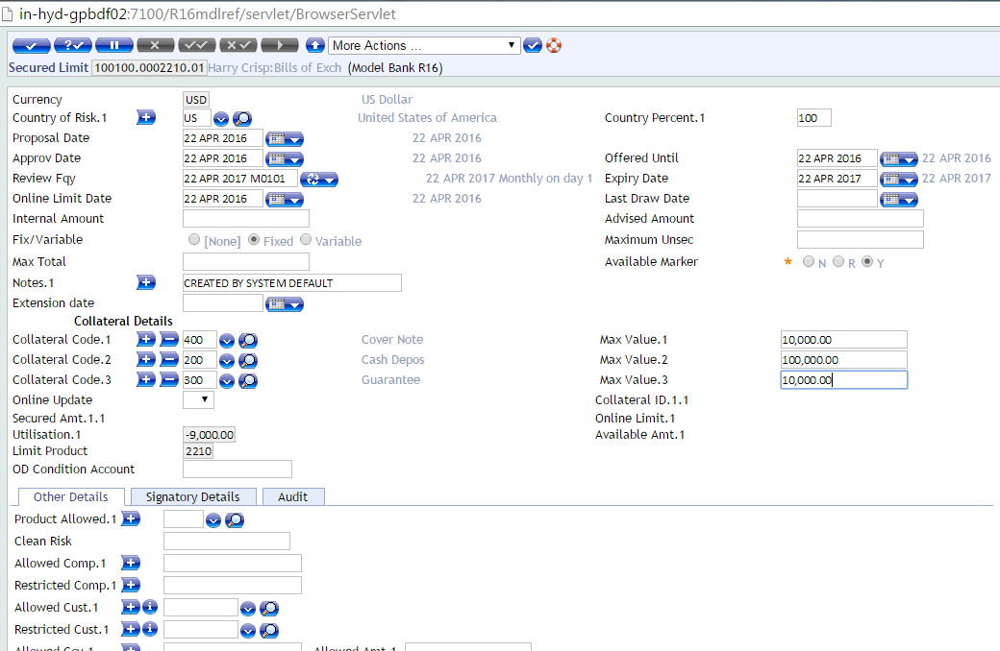 in-hyd-gpbdf02:7100/R16mdlref/servlet/BrowserServlet
More Actions ...
Secured Limit 100100.0002210.01 Harry Crisp:Bills of Exch (Model Bank R16)
Currency USD US Dollar
Country of Risk.1 US United States of America Country Percent.1 100
Proposal Date 22 APR 2016 22 APR 2016
Approv Date 22 APR 2016 22 APR 2016 Offered Until 22 APR 2016 22 APR 2016
Review Fqy 22 APR 2017 M0101 22 APR 2017 Monthly on day 1 Expiry Date 22 APR 2017 22 APR 2017
Online Limit Date 22 APR 2016 22 APR 2016 Last Draw Date
Internal Amount Advised Amount
Fix/Variable [None] Fixed Variable Maximum Unsec
Max Total Available Marker * N R Y
Notes.1 CREATED BY SYSTEM DEFAULT
Extension date
Collateral Details
Collateral Code.1 400 Cover Note Max Value.1 10,000.00
Collateral Code.2 200 Cash Depos Max Value.2 100,000.00
Collateral Code.3 300 Guarantee Max Value.3 10,000.00
Online Update Collateral ID.1.1
Secured Amt.1.1 Online Limit.1
Utilisation.1 -9,000.00 Available Amt.1
Limit Product 2210
OD Condition Account
Other Details Signatory Details Audit
Product Allowed.1
Clean Risk
Allowed Comp.1
Restricted Comp.1
Allowed Cust.1
Restricted Cust.1
Allowed Ccy.1 Allowed Amt.1